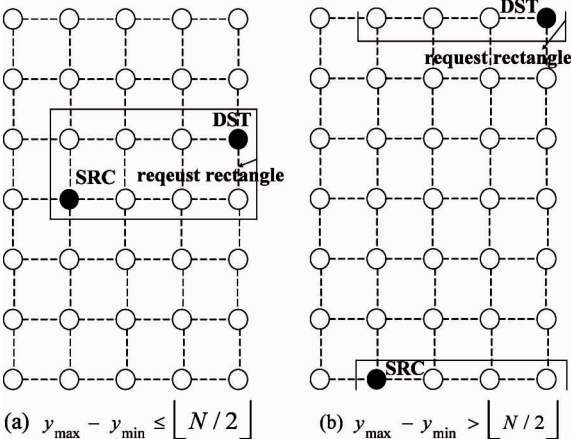 DST
request rectangle
DST
SRC
reqeust rectangle
SRC
(a) y_max − y_min ≤ ⌊N/2⌋
(b) y_max − y_min > ⌊N/2⌋